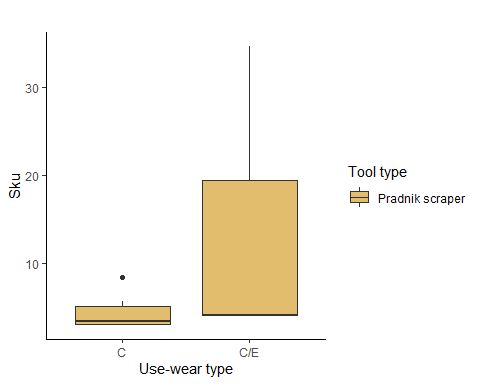 30
20
10
Sku
C
C/E
Use-wear type
Tool type
Pradnik scraper